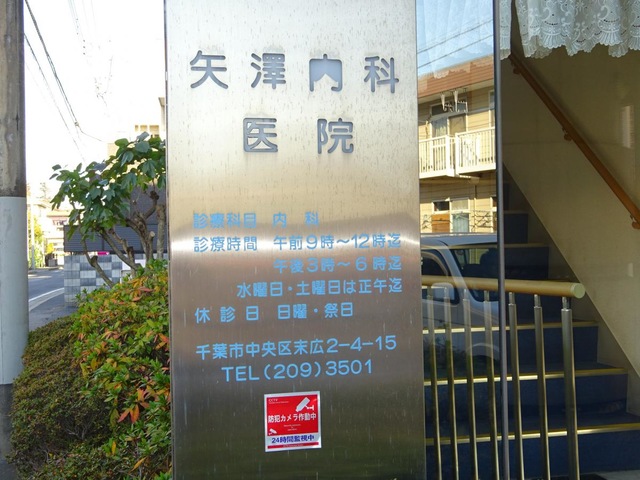 矢澤内科
医院
診療科目 内 科
診療時間 午前9時～12時迄
午後3時～6時迄
水曜日・土曜日は正午迄
休 診 日 日曜・祭日
千葉市中央区末広2-4-15
TEL(209)3501
防犯カメラ作動中
24時間監視中